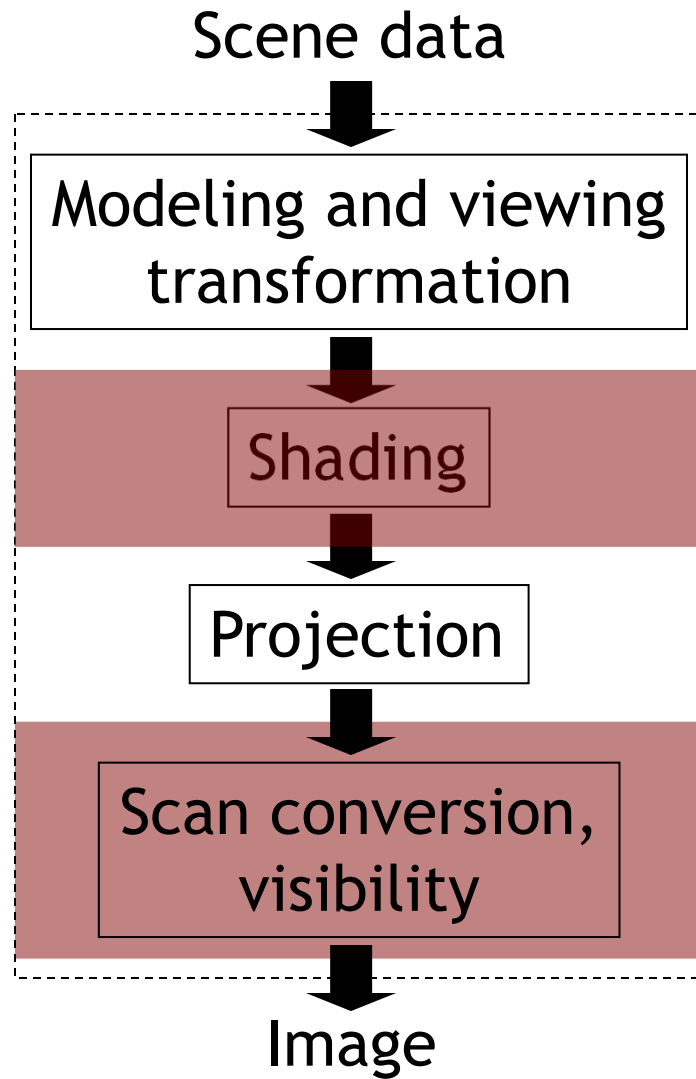 Scene data
Modeling and viewing
transformation
Shading
Projection
Scan conversion,
visibility
Image